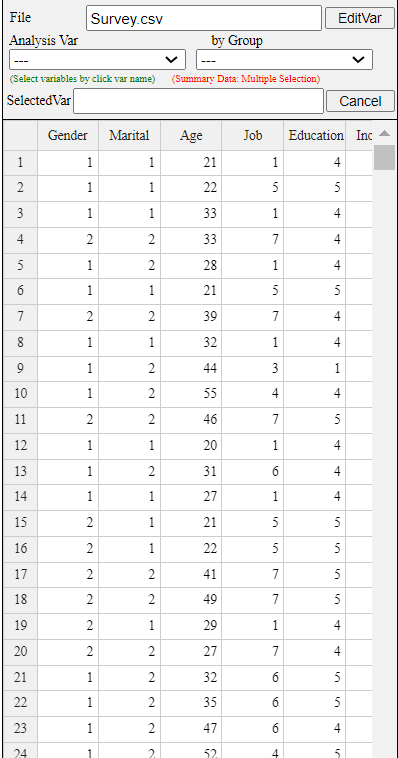 File Survey.csv EditVar
Analysis Var by Group
--- ---
(Select variables by click var name) (Summary Data: Multiple Selection)
SelectedVar Cancel
Gender Marital Age Job Education
1 1 1 21 1 4
2 1 1 22 5 5
3 1 1 33 1 4
4 2 2 33 7 4
5 1 2 28 1 4
6 1 1 21 5 5
7 2 2 39 7 4
8 1 1 32 1 4
9 1 2 44 3 1
10 1 2 55 4 4
11 2 2 46 7 5
12 1 1 20 1 4
13 1 2 31 6 4
14 1 1 27 1 4
15 2 1 21 5 5
16 2 1 22 5 5
17 2 2 41 7 5
18 2 2 49 7 5
19 2 1 29 1 4
20 2 2 27 7 4
21 1 2 32 6 5
22 1 2 35 6 5
23 1 2 47 6 4
24 1 2 52 4 5